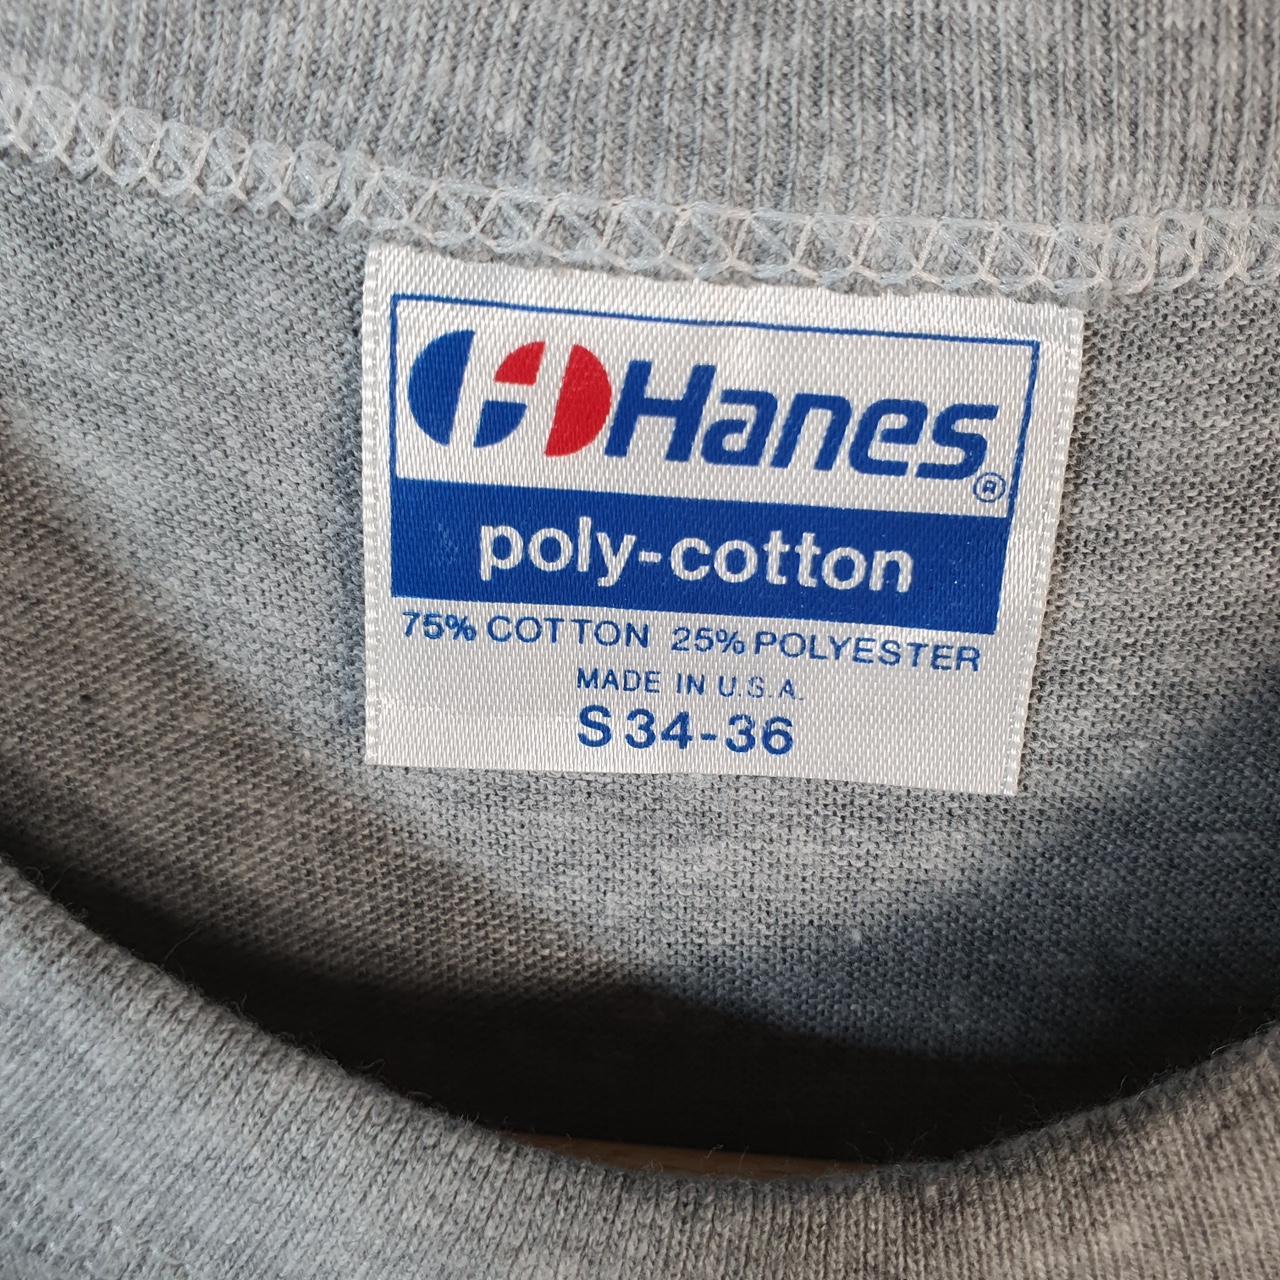 Hanes®
poly-cotton
75% COTTON 25% POLYESTER
MADE IN U.S.A.
S 34-36